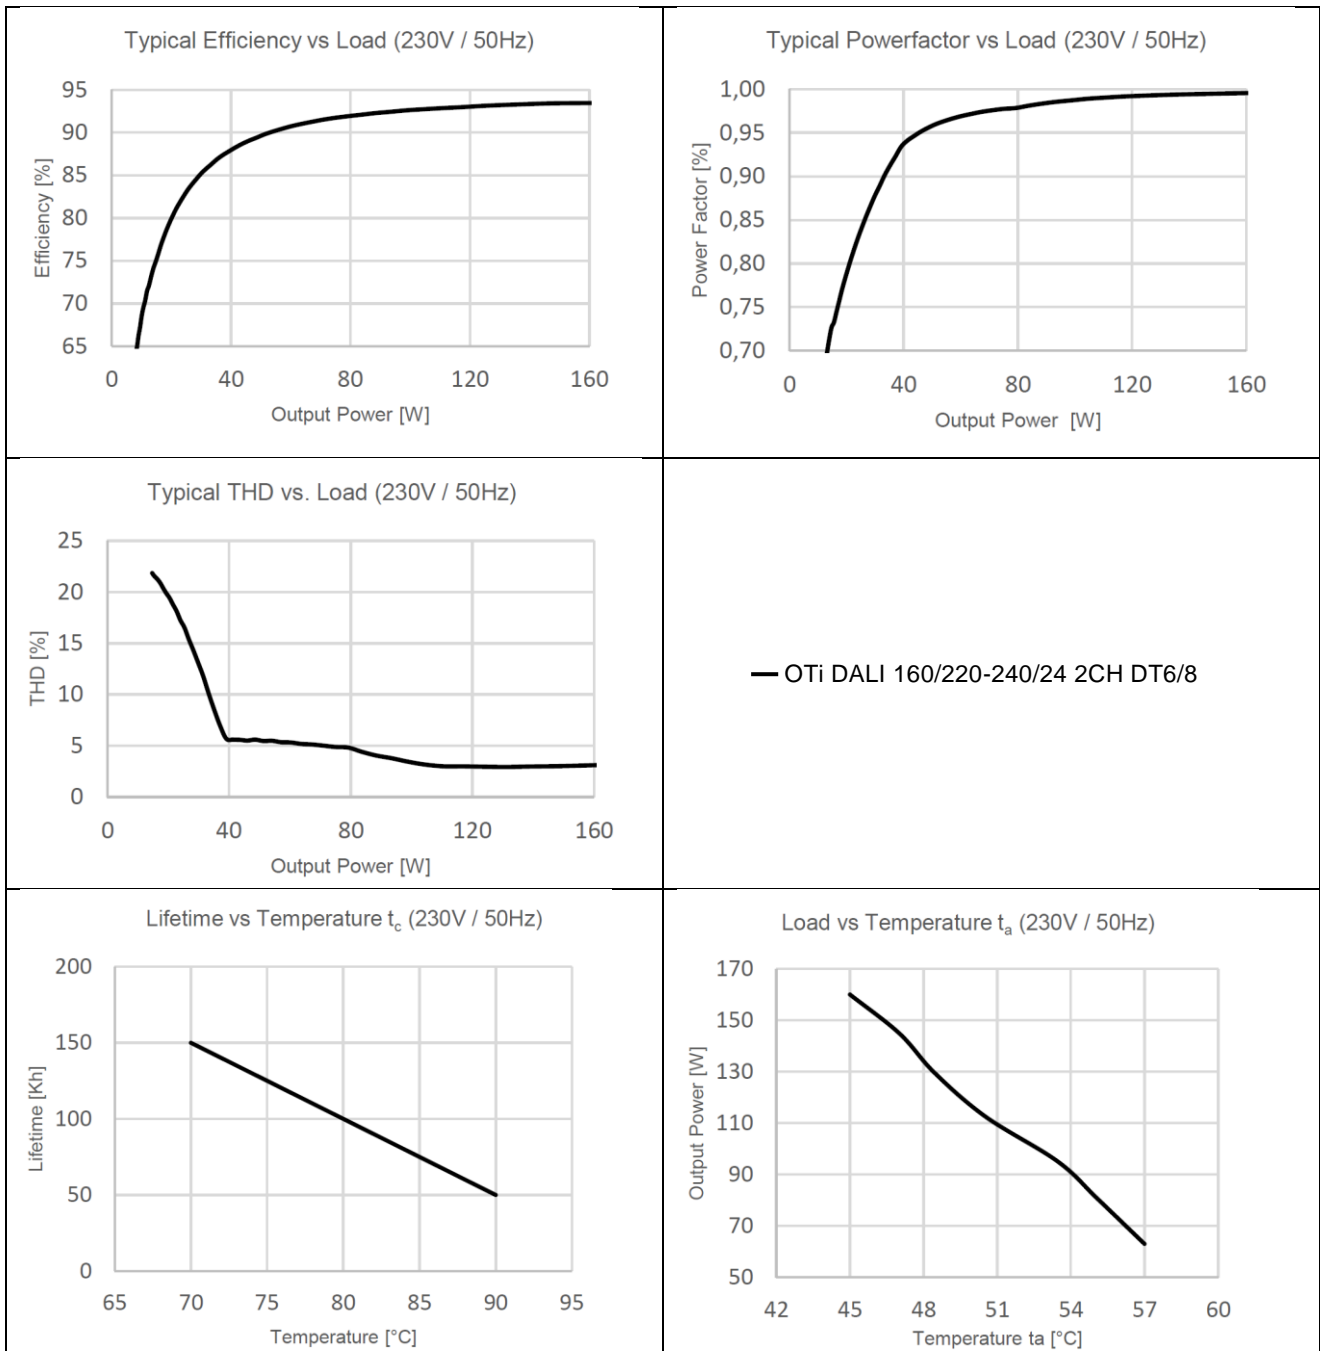 Typical Efficiency vs Load (230V / 50Hz)
95
90
85
80
75
70
65
Efficiency [%]
0 40 80 120 160
Output Power [W]
Typical Powerfactor vs Load (230V / 50Hz)
1,00
0,95
0,90
0,85
0,80
0,75
0,70
Power Factor [%]
0 40 80 120 160
Output Power [W]
Typical THD vs. Load (230V / 50Hz)
25
20
15
10
5
0
THD [%]
0 40 80 120 160
Output Power [W]
OTi DALI 160/220-240/24 2CH DT6/8
Lifetime vs Temperature tc (230V / 50Hz)
200
150
100
50
0
Lifetime [Kh]
65 70 75 80 85 90 95
Temperature [°C]
Load vs Temperature ta (230V / 50Hz)
170
150
130
110
90
70
50
Output Power [W]
42 45 48 51 54 57 60
Temperature ta [°C]